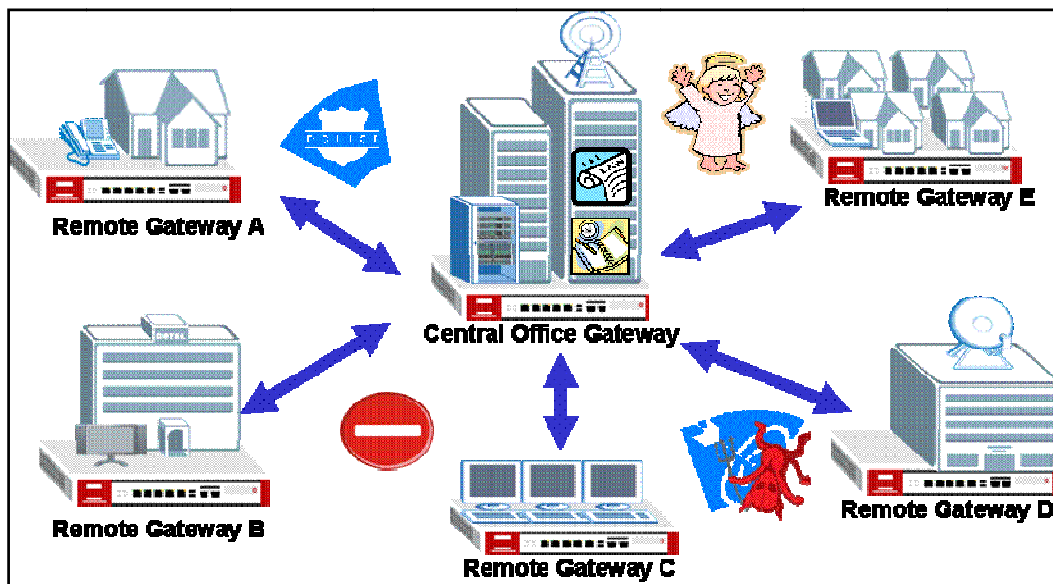 Remote Gateway A
Remote Gateway E
Central Office Gateway
Remote Gateway B
Remote Gateway D
Remote Gateway C